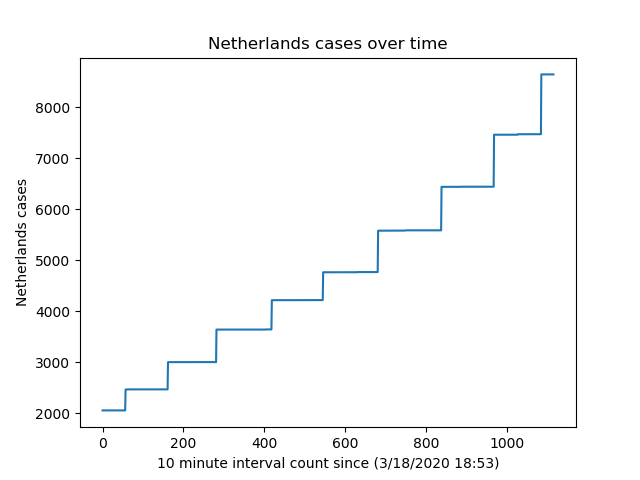 Netherlands cases over time
8000
7000
6000
5000
4000
3000
2000
Netherlands cases
0 200 400 600 800 1000
10 minute interval count since (3/18/2020 18:53)